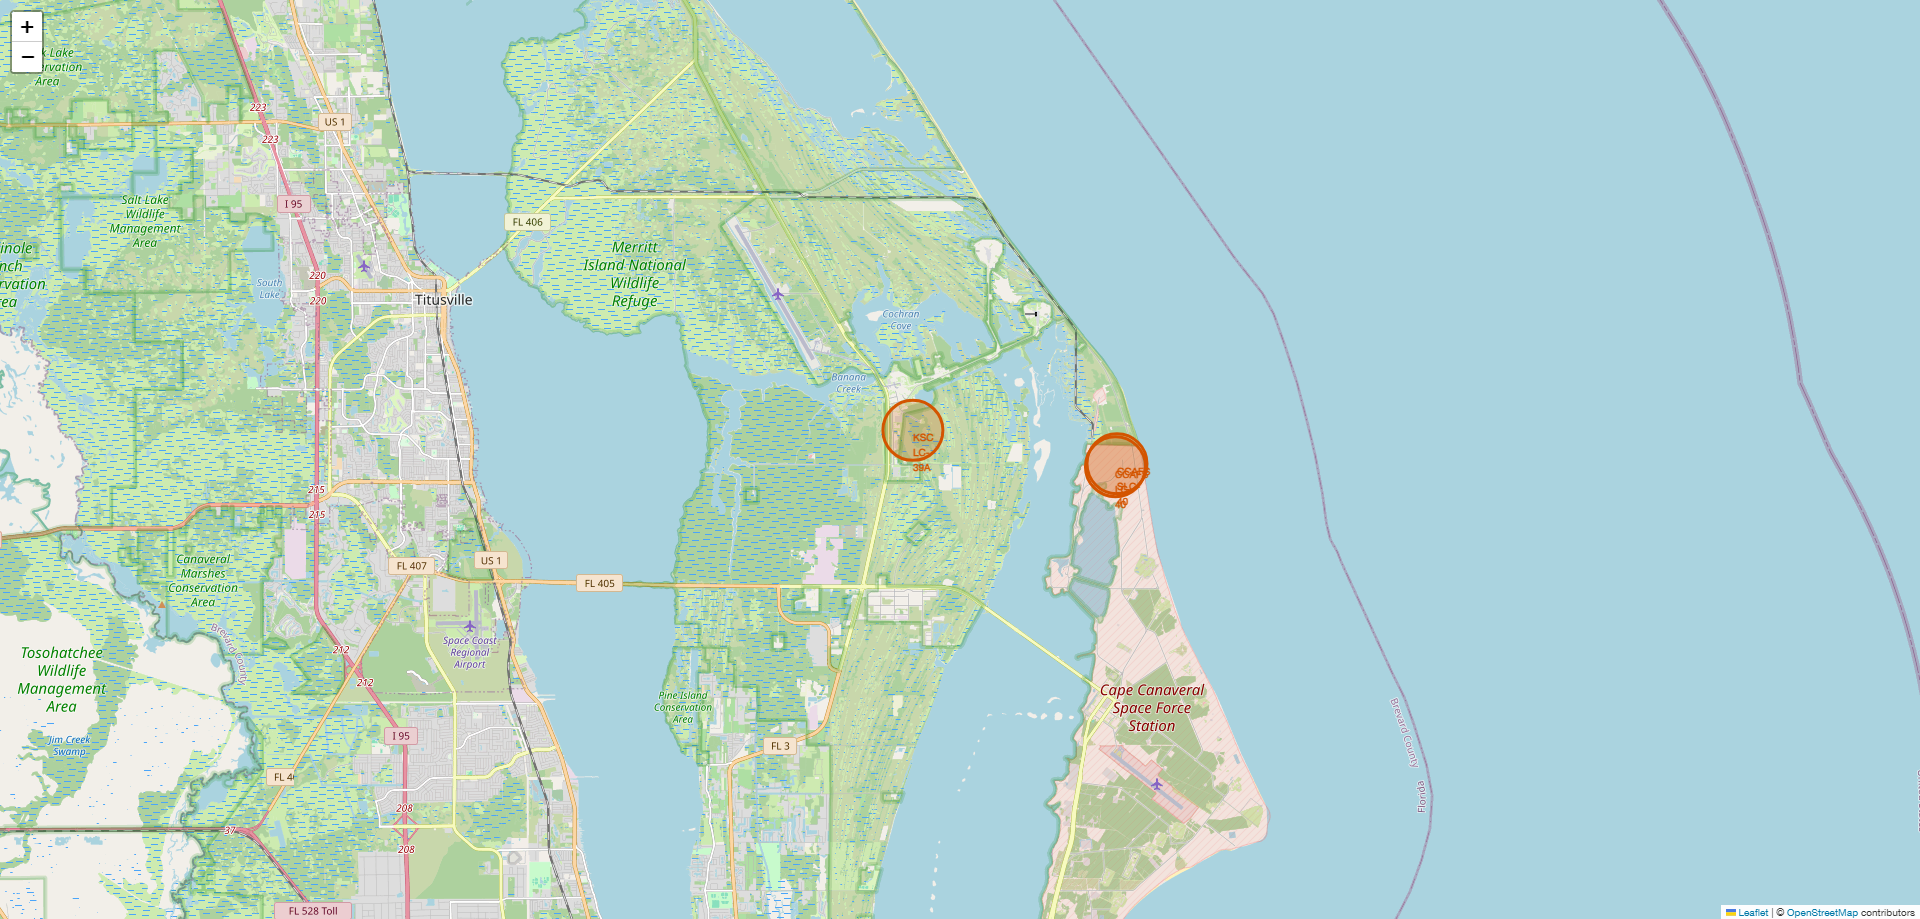 +
−
k Lake
ervation
Area
223
US 1
223
Salt Lake
Wildlife
Management
Area
I 95
FL 406
inole
nch
ervation
ea
Merritt
Island National
Wildlife
Refuge
220
220
South
Lake
Titusville
Cochran
Cove
Banana
Creek
KSC
LC-
39A
CCAFS
SLC-
40
215
215
US 1
FL 407
FL 405
Canaveral
Marshes
Conservation
Area
Brevard County
Space Coast
Regional
Airport
212
212
Tosohatchee
Wildlife
Management
Area
Pine Island
Conservation
Area
Cape Canaveral
Space Force
Station
Jim Creek
Swamp
I 95
FL 3
FL 4
Brevard County
Florida
208
37
208
FL 528 Toll
Leaflet | © OpenStreetMap contributors